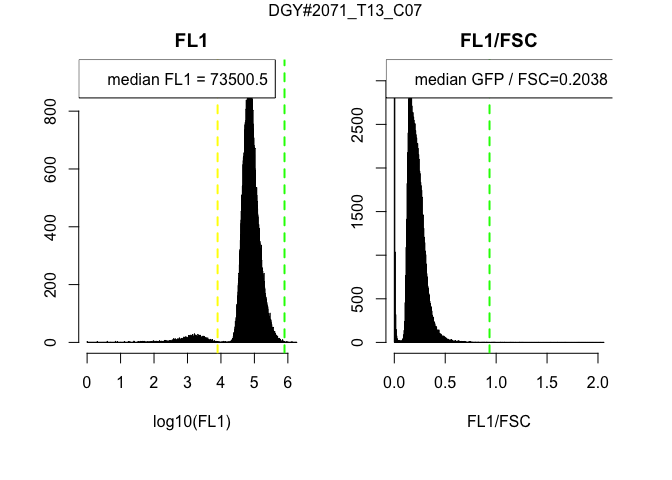 DGY#2071_T13_C07
FL1
median FL1 = 73500.5
0
200
400
600
800
0 1 2 3 4 5 6
log10(FL1)
FL1/FSC
median GFP / FSC=0.2038
0
500
1500
2500
0.0 0.5 1.0 1.5 2.0
FL1/FSC